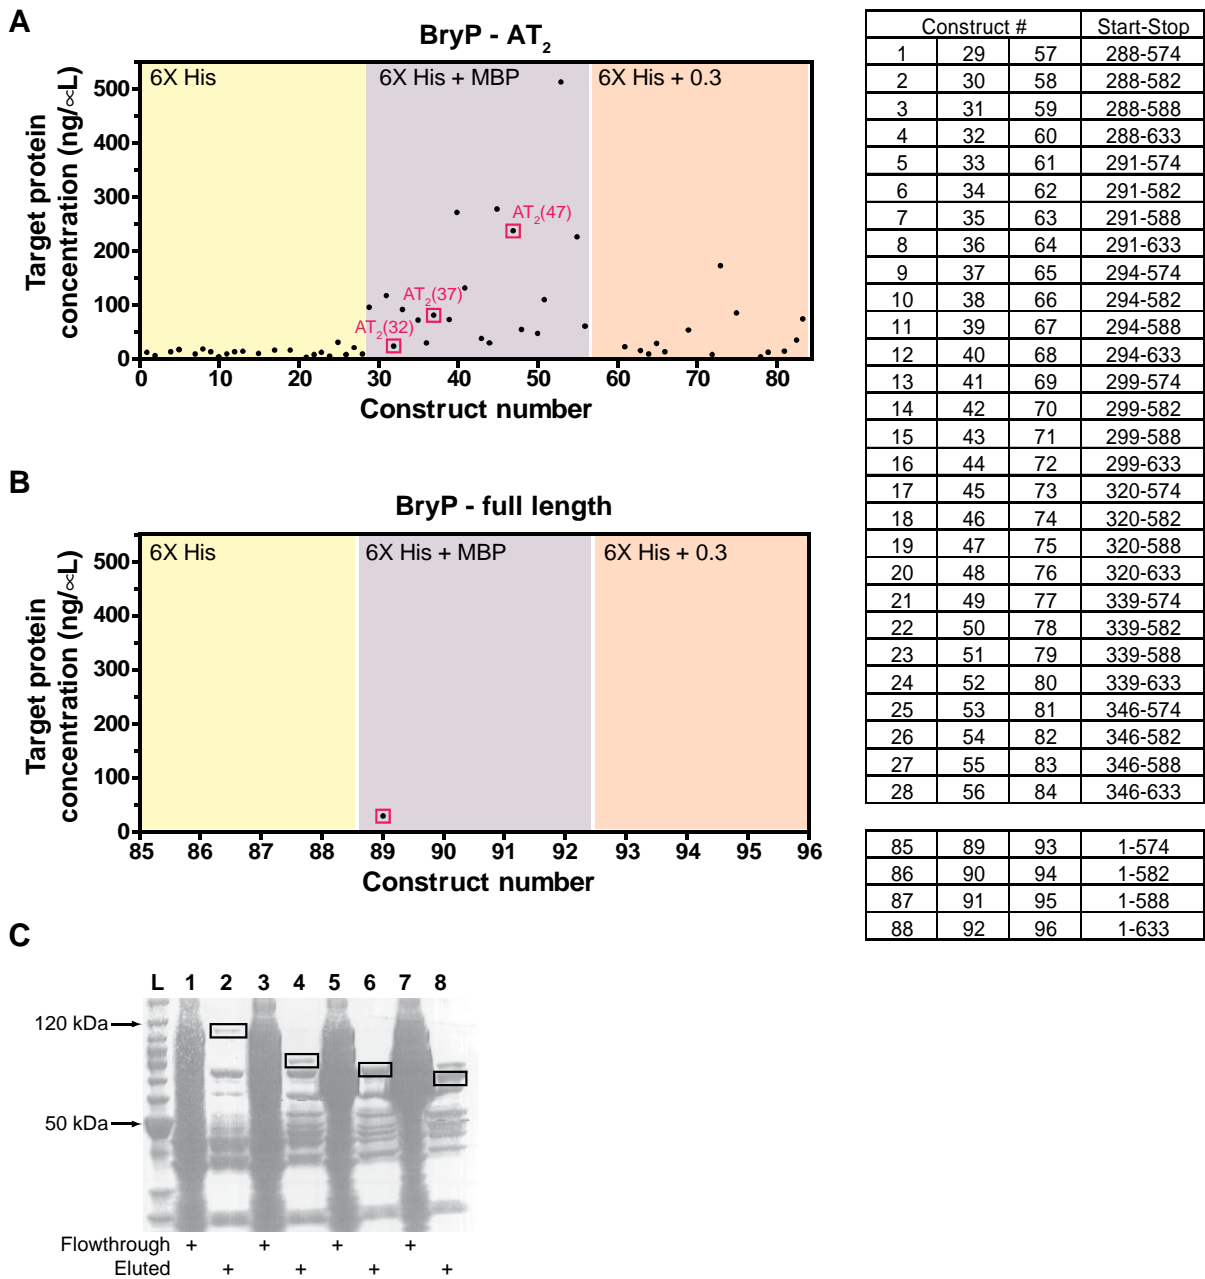 A
BryP - AT2
6X His
6X His + MBP
6X His + 0.3
Target protein
concentration (ng/∝L)
500
400
300
200
100
0
AT2(47)
AT2(37)
AT2(32)
0 10 20 30 40 50 60 70 80
Construct number
B
BryP - full length
6X His
6X His + MBP
6X His + 0.3
Target protein
concentration (ng/∝L)
500
400
300
200
100
0
85 86 87 88 89 90 91 92 93 94 95 96
Construct number
C
L 1 2 3 4 5 6 7 8
120 kDa
50 kDa
Flowthrough + + + +
Eluted + + + +
Construct # Start-Stop
1 29 57 288-574
2 30 58 288-582
3 31 59 288-588
4 32 60 288-633
5 33 61 291-574
6 34 62 291-582
7 35 63 291-588
8 36 64 291-633
9 37 65 294-574
10 38 66 294-582
11 39 67 294-588
12 40 68 294-633
13 41 69 299-574
14 42 70 299-582
15 43 71 299-588
16 44 72 299-633
17 45 73 320-574
18 46 74 320-582
19 47 75 320-588
20 48 76 320-633
21 49 77 339-574
22 50 78 339-582
23 51 79 339-588
24 52 80 339-633
25 53 81 346-574
26 54 82 346-582
27 55 83 346-588
28 56 84 346-633
85 89 93 1-574
86 90 94 1-582
87 91 95 1-588
88 92 96 1-633